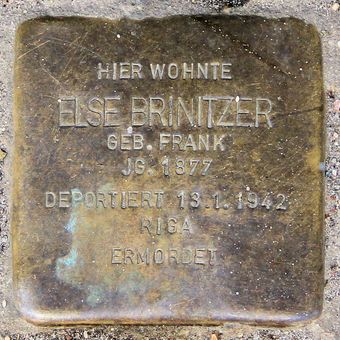 HIER WOHNTE
ELSE BRINITZER
GEB. FRANK
JG. 1877
DEPORTIERT 13.1.1942
RIGA
ERMORDET